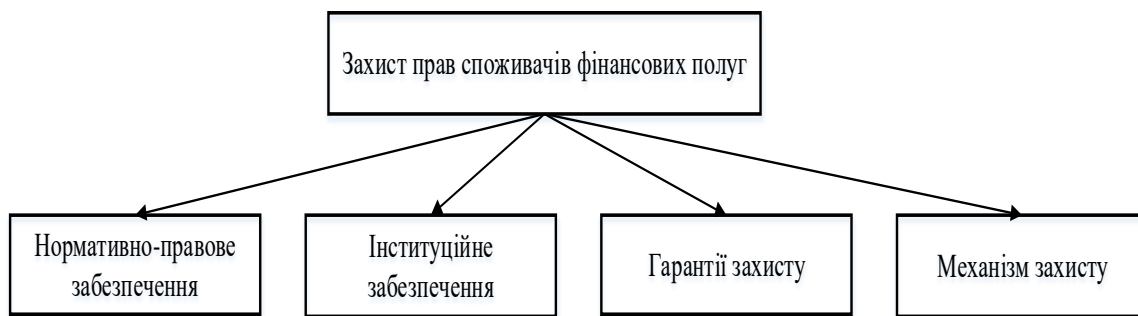 Захист прав споживачів фінансових полуг
Нормативно-правове
забезпечення
Інституційне
забезпечення
Гарантії захисту
Механізм захисту